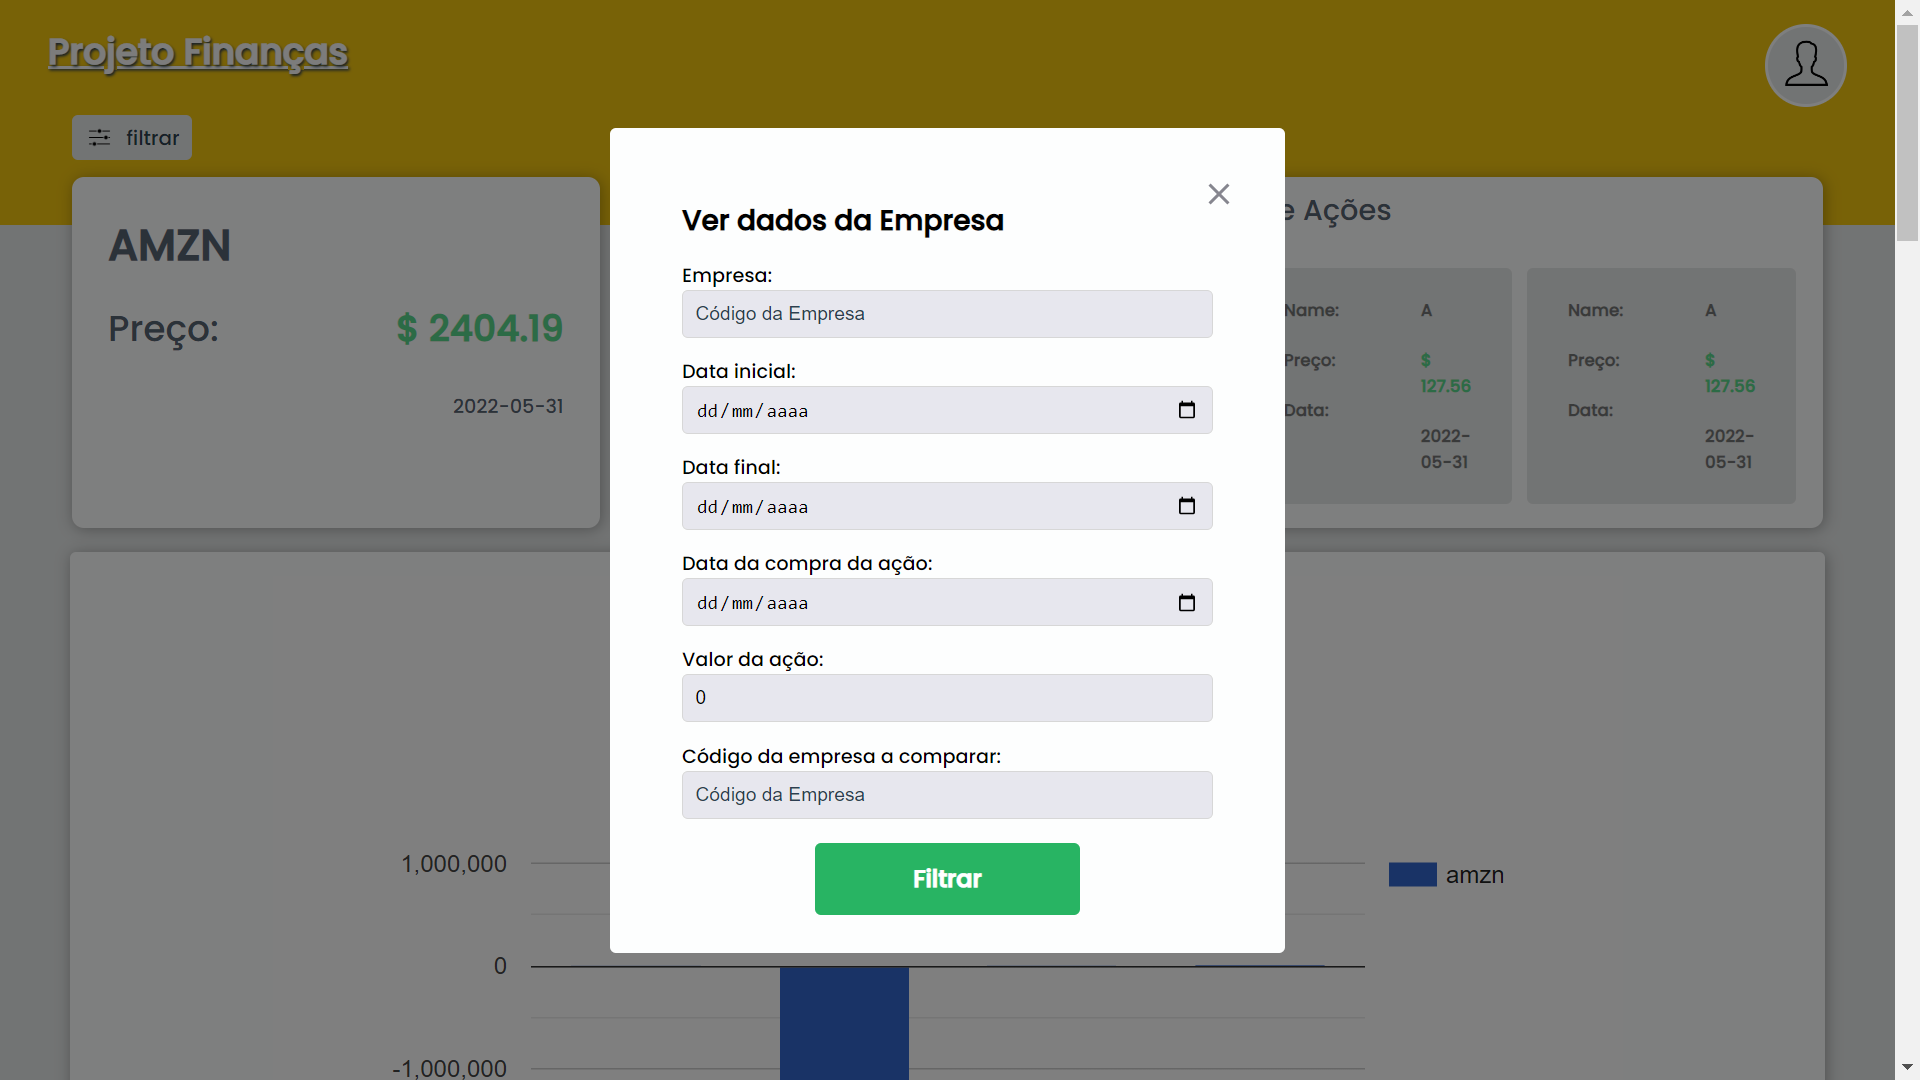 Projeto Finanças
filtrar
AMZN
Preço:
$ 2404.19
2022-05-31
Ver dados da Empresa
Empresa:
Código da Empresa
Data inicial:
dd/mm/aaaa
Data final:
dd/mm/aaaa
Data da compra da ação:
dd/mm/aaaa
Valor da ação:
0
Código da empresa a comparar:
Código da Empresa
Filtrar
e Ações
Name:
A
Preço:
$
127.56
Data:
2022-
05-31
Name:
A
Preço:
$
127.56
Data:
2022-
05-31
1,000,000
0
-1,000,000
amzn